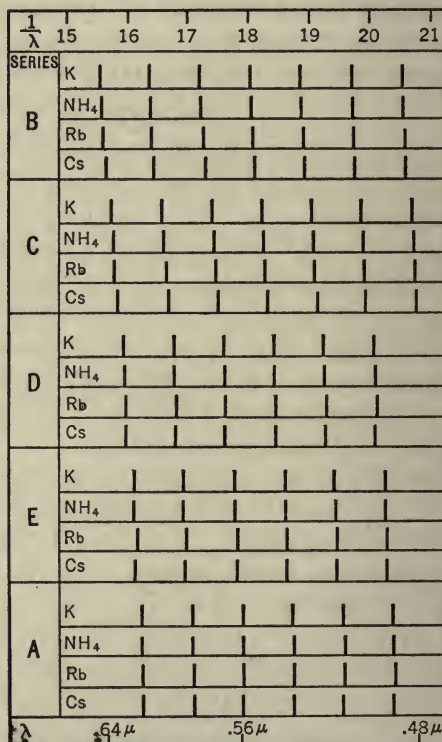 1/λ 15 16 17 18 19 20 21
SERIES
B
K
NH₄
Rb
Cs
C
K
NH₄
Rb
Cs
D
K
NH₄
Rb
Cs
E
K
NH₄
Rb
Cs
A
K
NH₄
Rb
Cs
λ .64μ .56μ .48μ